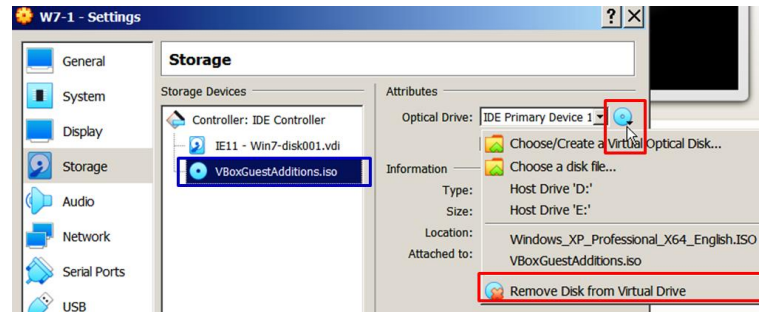 W7-1 - Settings
?
X
General
System
Display
Storage
Audio
Network
Serial Ports
USB
Storage
Storage Devices
Controller: IDE Controller
IE11 - Win7-disk001.vdi
VBoxGuestAdditions.iso
Attributes
Optical Drive: IDE Primary Device 1
Information
Type:
Size:
Location:
Attached to:
Choose/Create a Virtual Optical Disk...
Choose a disk file...
Host Drive 'D:'
Host Drive 'E:'
Windows_XP_Professional_X64_English.ISO
VBoxGuestAdditions.iso
Remove Disk from Virtual Drive